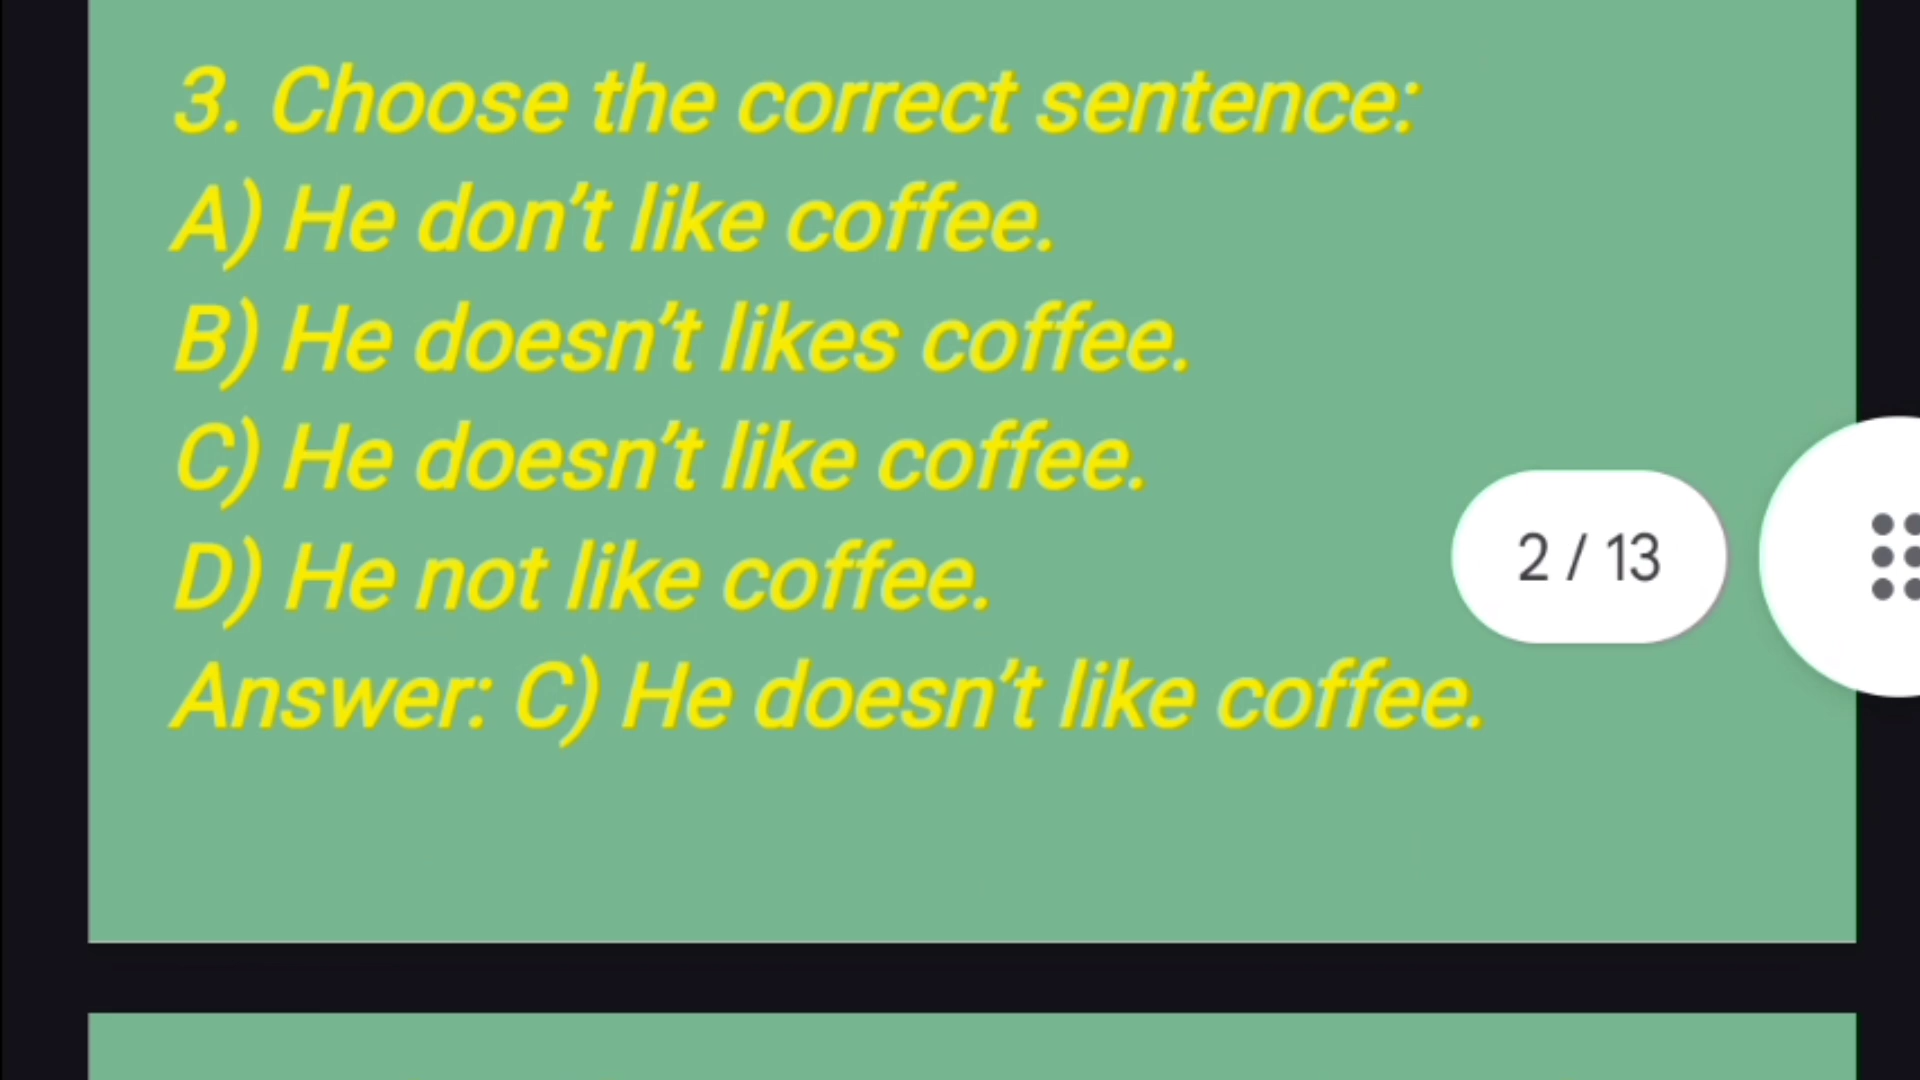 3. Choose the correct sentence:
A) He don’t like coffee.
B) He doesn’t likes coffee.
C) He doesn’t like coffee.
D) He not like coffee.
2 / 13
Answer: C) He doesn’t like coffee.